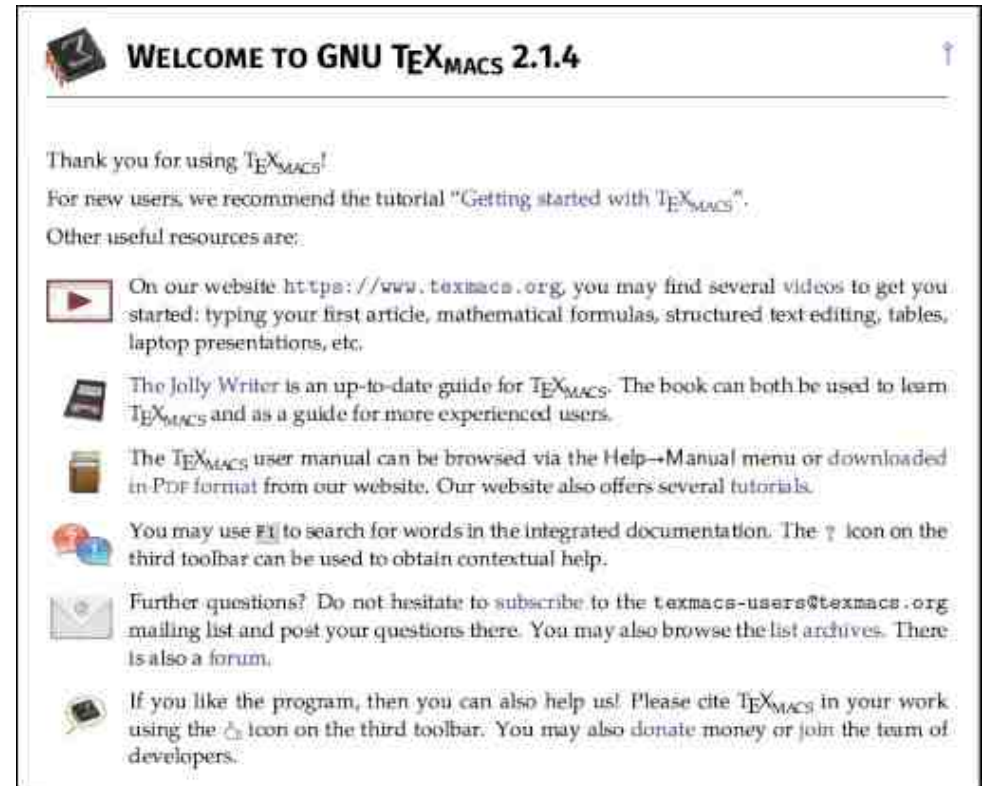 WELCOME TO GNU TEXMACS 2.1.4
Thank you for using TEXMACS!
For new users, we recommend the tutorial “Getting started with TEXMACS”.
Other useful resources are:
On our website https://www.texmacs.org, you may find several videos to get you
started: typing your first article, mathematical formulas, structured text editing, tables,
laptop presentations, etc.
The Jolly Writer is an up-to-date guide for TEXMACS. The book can both be used to learn
TEXMACS and as a guide for more experienced users.
The TEXMACS user manual can be browsed via the Help→Manual menu or downloaded
in PDF format from our website. Our website also offers several tutorials.
You may use F1 to search for words in the integrated documentation. The ? icon on the
third toolbar can be used to obtain contextual help.
Further questions? Do not hesitate to subscribe to the texmacs-users@texmacs.org
mailing list and post your questions there. You may also browse the list archives. There
is also a forum.
If you like the program, then you can also help us! Please cite TEXMACS in your work
using the icon on the third toolbar. You may also donate money or join the team of
developers.